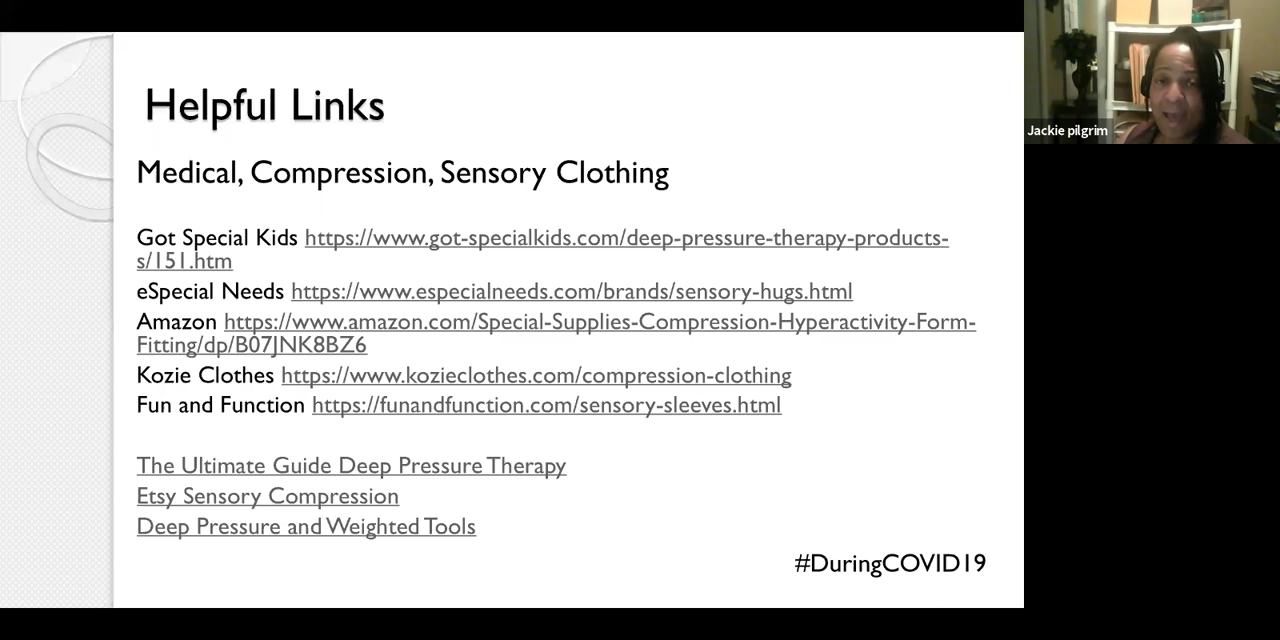 Helpful Links
Medical, Compression, Sensory Clothing
Got Special Kids https://www.got-specialkids.com/deep-pressure-therapy-products-
s/151.htm
eSpecial Needs https://www.especialneeds.com/brands/sensory-hugs.html
Amazon https://www.amazon.com/Special-Supplies-Compression-Hyperactivity-Form-
Fitting/dp/B07JNK8BZ6
Kozie Clothes https://www.kozieclothes.com/compression-clothing
Fun and Function https://funandfunction.com/sensory-sleeves.html
The Ultimate Guide Deep Pressure Therapy
Etsy Sensory Compression
Deep Pressure and Weighted Tools
#DuringCOVID19
Jackie pilgrim